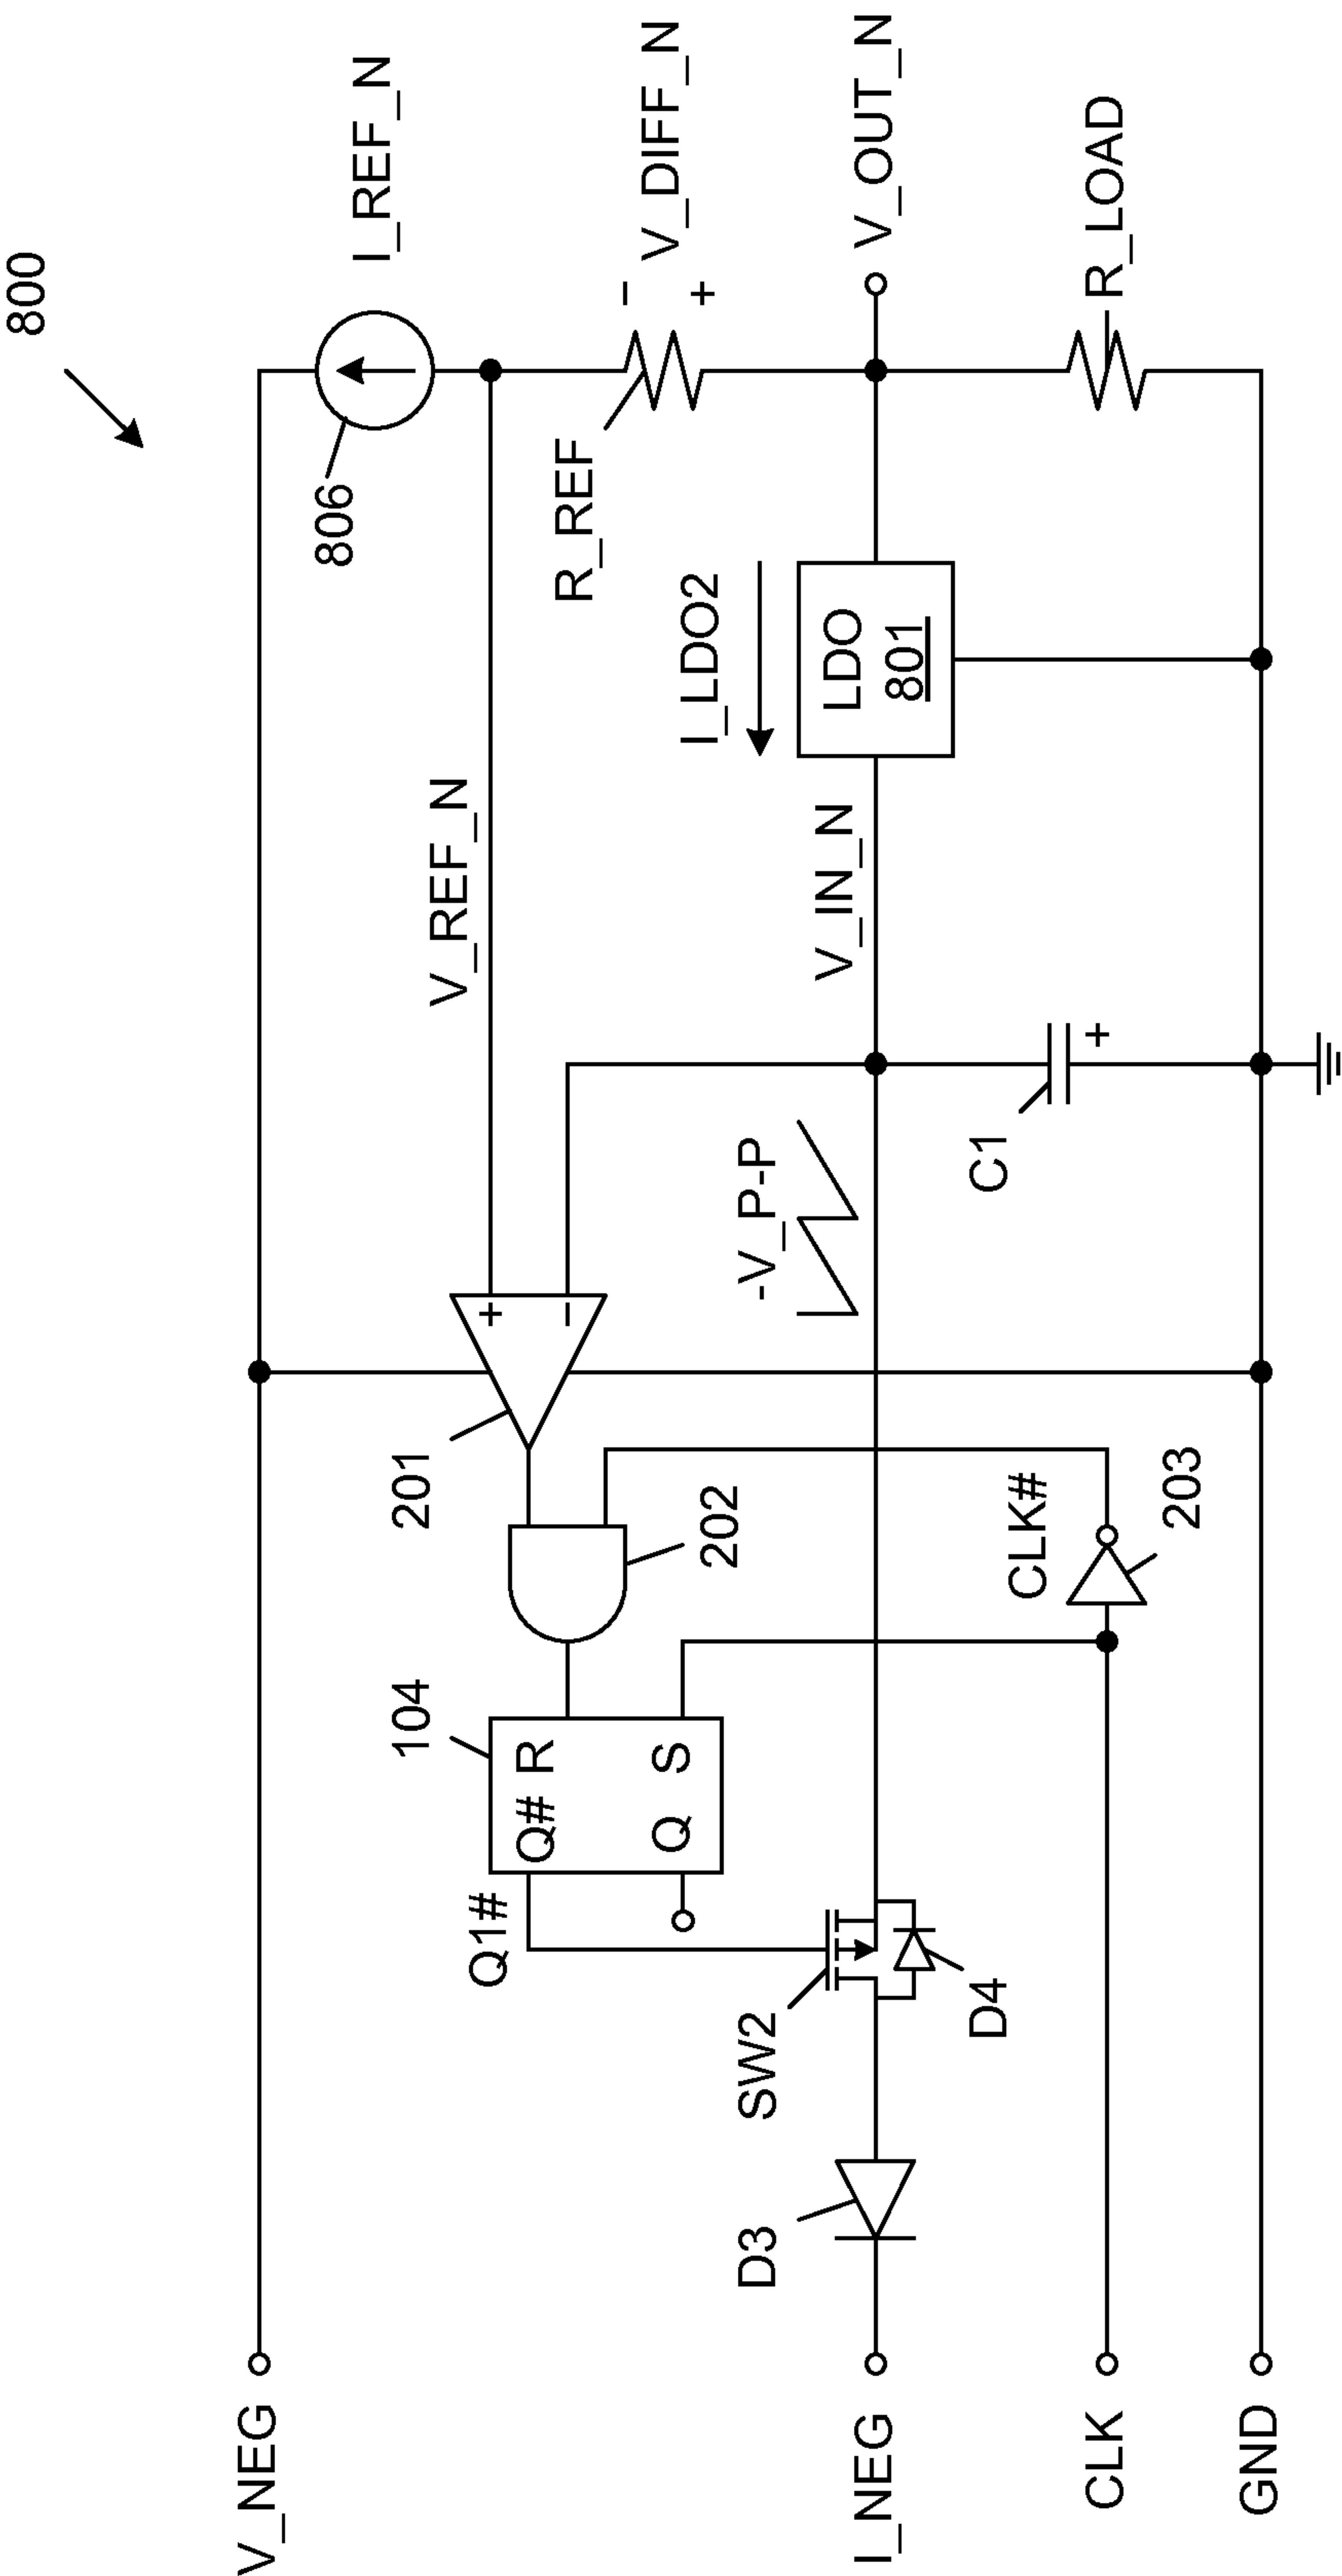 800
V_NEG
I_REF_N
806
V_REF_N
V_DIFF_N
-
+
R_REF
201
+
-
104
Q1#
Q# R
Q S
202
SW2
D4
D3
I_NEG
-V_P-P
V_IN_N
I_LDO2
LDO
801
V_OUT_N
C1
+
R_LOAD
CLK#
203
CLK
GND